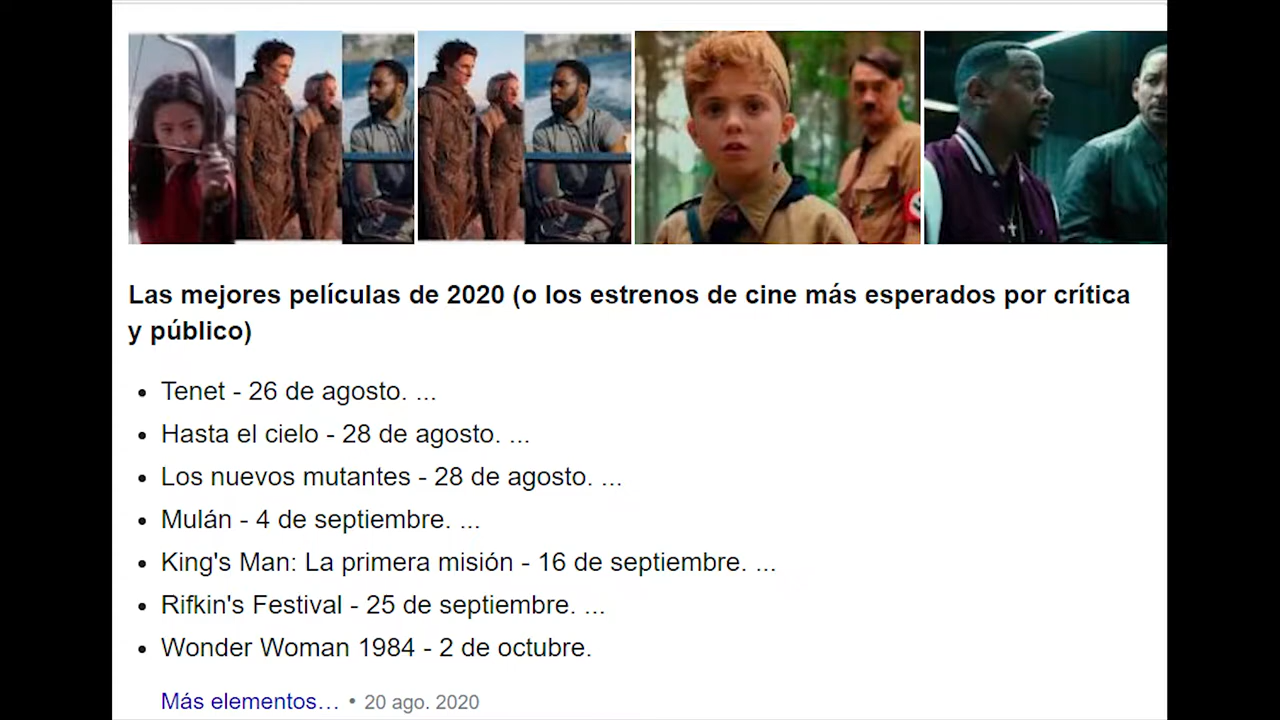 Las mejores películas de 2020 (o los estrenos de cine más esperados por crítica
y público)
• Tenet - 26 de agosto. ...
• Hasta el cielo - 28 de agosto. ...
• Los nuevos mutantes - 28 de agosto. ...
• Mulán - 4 de septiembre. ...
• King's Man: La primera misión - 16 de septiembre. ...
• Rifkin's Festival - 25 de septiembre. ...
• Wonder Woman 1984 - 2 de octubre.
Más elementos... • 20 ago. 2020